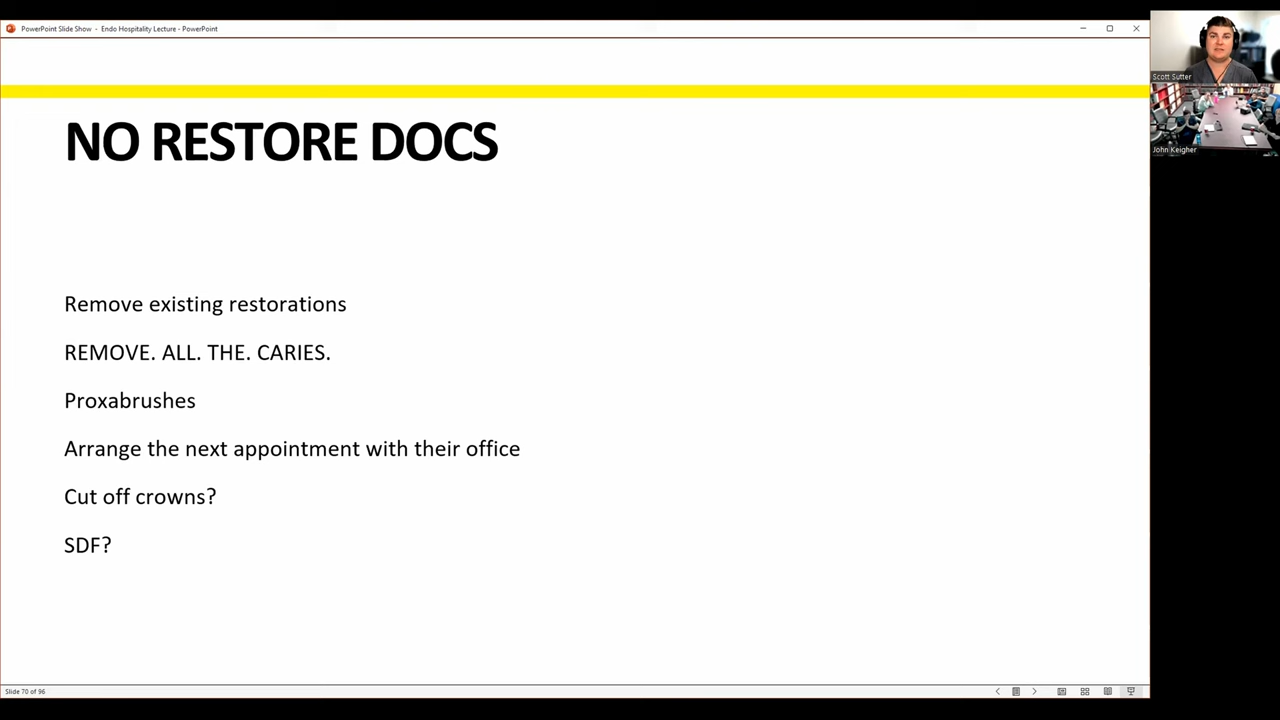 PowerPoint Slide Show - Endo Hospitality Lecture - PowerPoint
Scott Sutter
John Keigher
NO RESTORE DOCS
Remove existing restorations
REMOVE. ALL. THE. CARIES.
Proxabrushes
Arrange the next appointment with their office
Cut off crowns?
SDF?
Slide 70 of 96